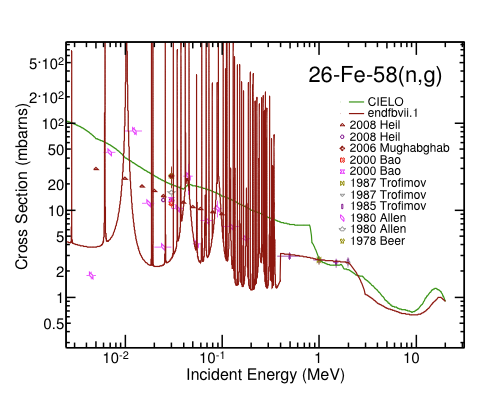 26-Fe-58(n,g)
CIELO
endfbvii.1
2008 Heil
2008 Heil
2006 Mughabghab
2000 Bao
2000 Bao
1987 Trofimov
1987 Trofimov
1985 Trofimov
1980 Allen
1980 Allen
1978 Beer
Cross Section (mbarns)
5·10²
2·10²
10²
50
20
10
5
2
1
0.5
10⁻²
10⁻¹
1
10
Incident Energy (MeV)